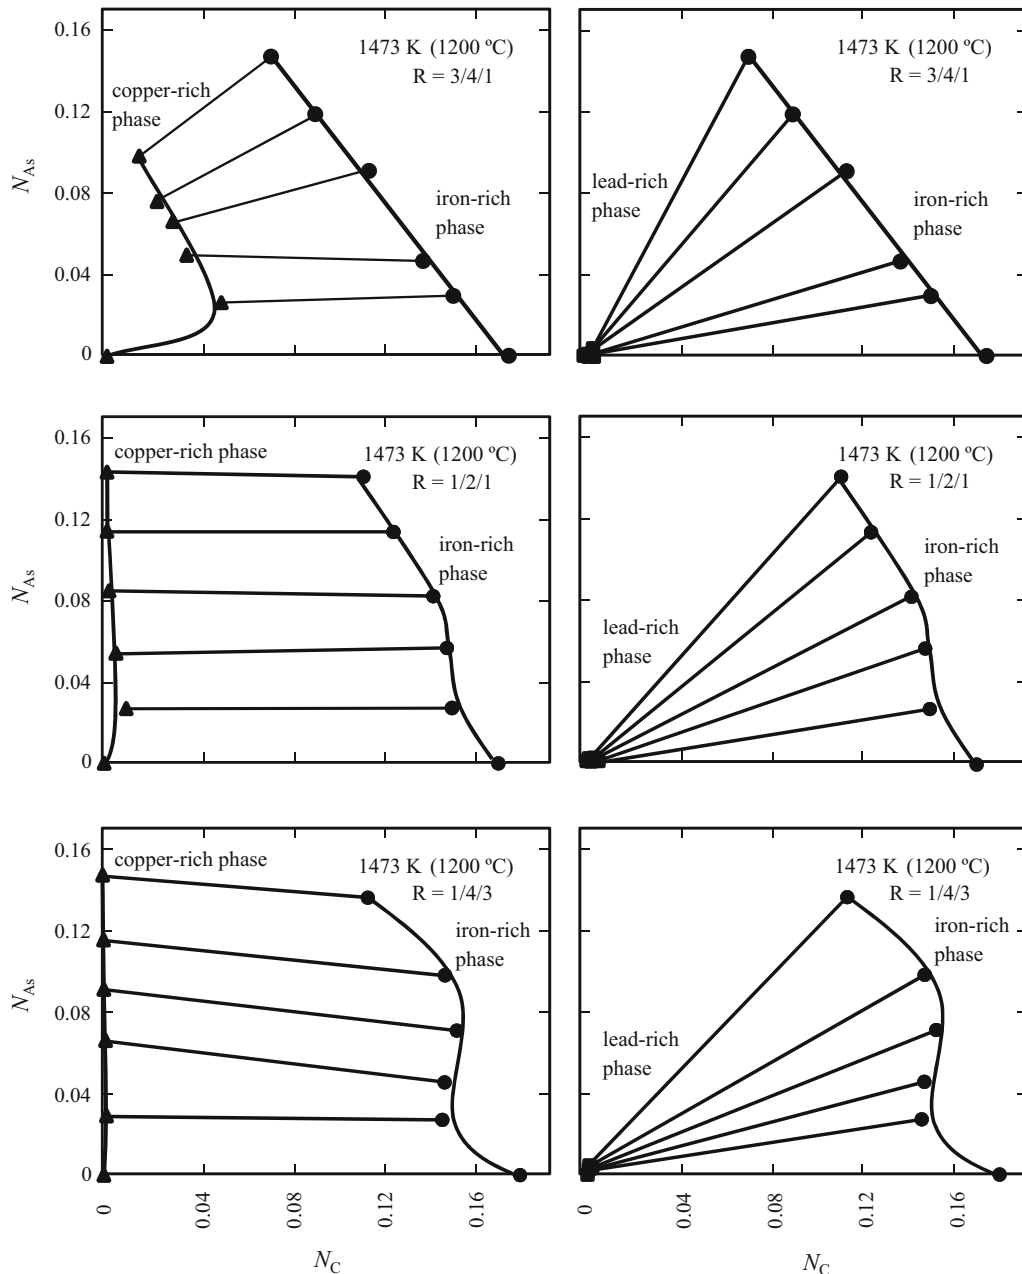 0.16
0.12
0.08
0.04
0
N_As
copper-rich
phase
1473 K (1200 ºC)
R = 3/4/1
iron-rich
phase
1473 K (1200 ºC)
R = 3/4/1
lead-rich
phase
iron-rich
phase
0.16
0.12
0.08
0.04
0
N_As
copper-rich phase
1473 K (1200 ºC)
R = 1/2/1
iron-rich
phase
1473 K (1200 ºC)
R = 1/2/1
iron-rich
phase
lead-rich
phase
0.16
0.12
0.08
0.04
0
N_As
copper-rich phase
1473 K (1200 ºC)
R = 1/4/3
iron-rich
phase
1473 K (1200 ºC)
R = 1/4/3
iron-rich
phase
lead-rich
phase
0 0.04 0.08 0.12 0.16
N_C
0 0.04 0.08 0.12 0.16
N_C